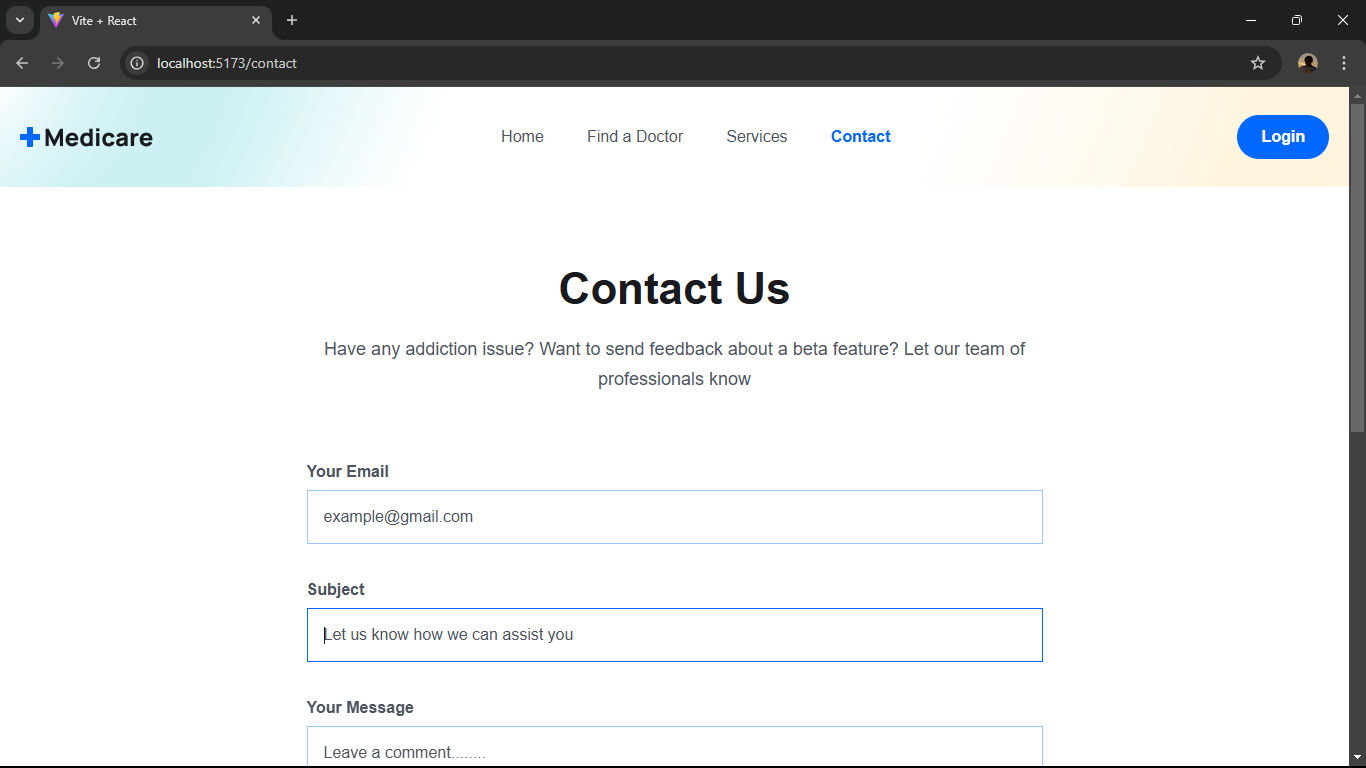 Vite + React
localhost:5173/contact
Medicare
Home
Find a Doctor
Services
Contact
Login
Contact Us
Have any addiction issue? Want to send feedback about a beta feature? Let our team of
professionals know
Your Email
example@gmail.com
Subject
Let us know how we can assist you
Your Message
Leave a comment........